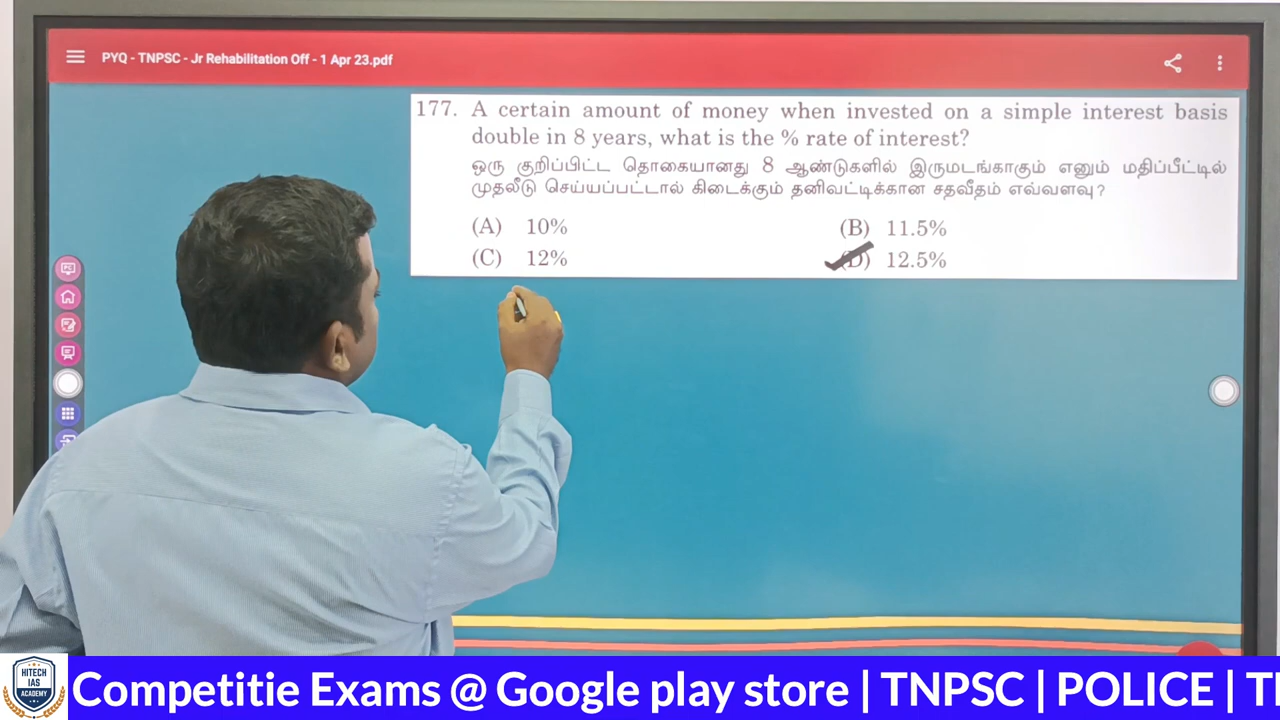 PYQ - TNPSC - Jr Rehabilitation Off - 1 Apr 23.pdf
177. A certain amount of money when invested on a simple interest basis
double in 8 years, what is the % rate of interest?
ஒரு குறிப்பிட்ட தொகையானது 8 ஆண்டுகளில் இருமடங்காகும் எனும் மதிப்பீட்டில்
முதலீடு செய்யப்பட்டால் கிடைக்கும் தனிவட்டிக்கான சதவீதம் எவ்வளவு?
(A) 10% (B) 11.5%
(C) 12% (D) 12.5%
HITECH
IAS
ACADEMY
Competitie Exams @ Google play store | TNPSC | POLICE |